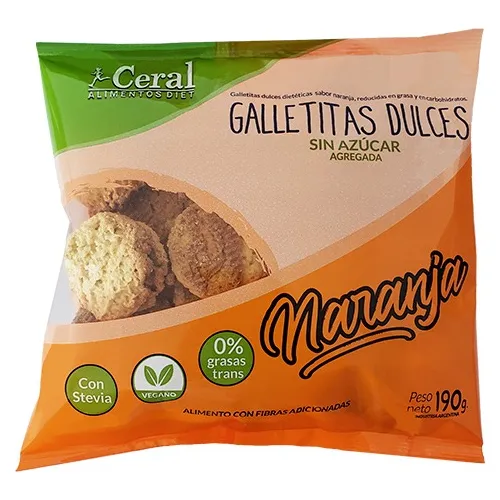 Ceral
ALIMENTOS DIET
Galletitas dulces dietéticas sabor naranja, reducidas en grasa y en carbohidratos.
GALLETITAS DULCES
SIN AZÚCAR
AGREGADA
Naranja
Con
Stevia
VEGANO
0%
grasas
trans
ALIMENTO CON FIBRAS ADICIONADAS
Peso
neto 190g.
INDUSTRIA ARGENTINA